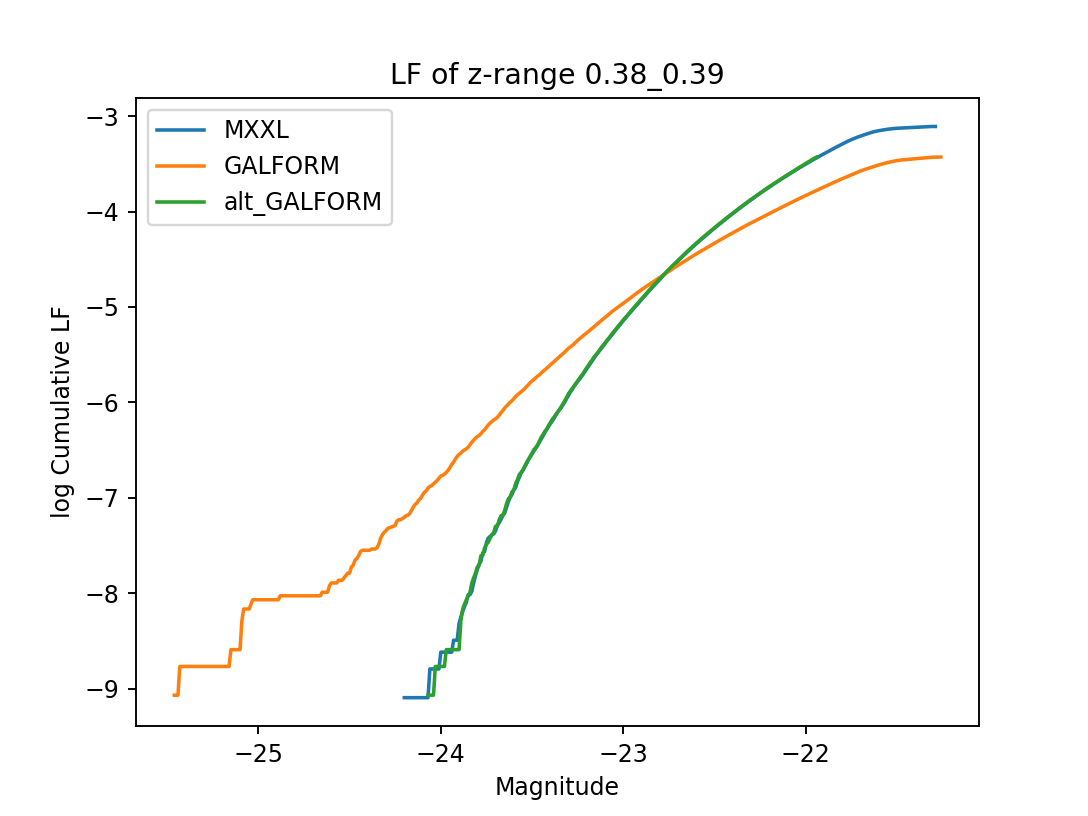 LF of z-range 0.38_0.39
MXXL
GALFORM
alt_GALFORM
−3
−4
−5
−6
−7
−8
−9
log Cumulative LF
−25
−24
−23
−22
Magnitude